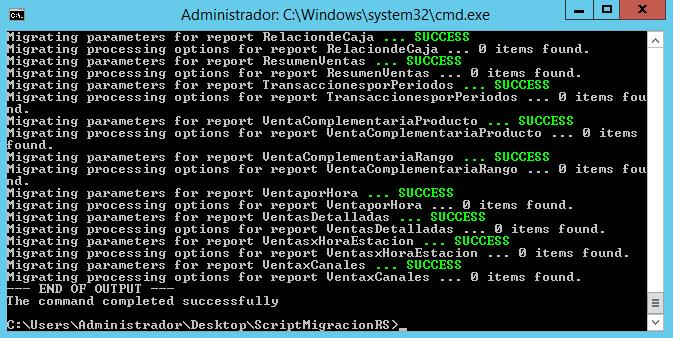 Administrador: C:\Windows\system32\cmd.exe
Migrating parameters for report RelaciondeCaja ... SUCCESS
Migrating processing options for report RelaciondeCaja ... 0 items found.
Migrating parameters for report ResumenVentas ... SUCCESS
Migrating processing options for report ResumenVentas ... 0 items found.
Migrating parameters for report TransaccionesporPeriodos ... SUCCESS
Migrating processing options for report TransaccionesporPeriodos ... 0 items fou
nd.
Migrating parameters for report VentaComplementariaProducto ... SUCCESS
Migrating processing options for report VentaComplementariaProducto ... 0 items
found.
Migrating parameters for report VentaComplementariaRango ... SUCCESS
Migrating processing options for report VentaComplementariaRango ... 0 items fou
nd.
Migrating parameters for report VentaporHora ... SUCCESS
Migrating processing options for report VentaporHora ... 0 items found.
Migrating parameters for report VentasDetalladas ... SUCCESS
Migrating processing options for report VentasDetalladas ... 0 items found.
Migrating parameters for report VentasxHoraEstacion ... SUCCESS
Migrating processing options for report VentasxHoraEstacion ... 0 items found.
Migrating parameters for report VentaxCanales ... SUCCESS
Migrating processing options for report VentaxCanales ... 0 items found.
--- END OF OUTPUT ---
The command completed successfully
C:\Users\Administrador\Desktop\ScriptMigracionRS>_